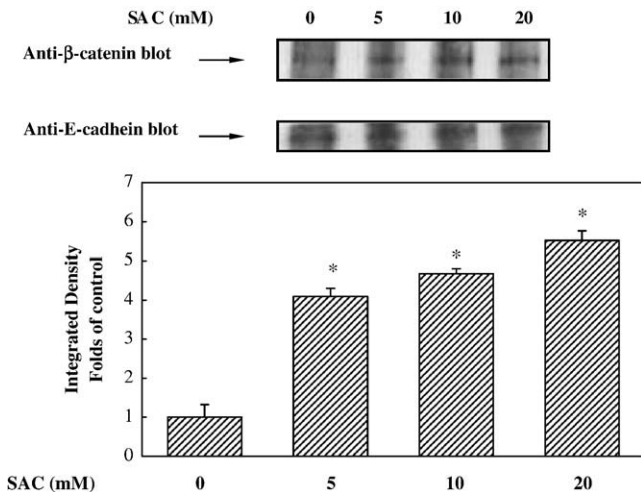 SAC (mM) 0 5 10 20
Anti-β-catenin blot
Anti-E-cadhein blot
7
6
5
4
3
2
1
0
Integrated Density
Folds of control
* * *
SAC (mM) 0 5 10 20